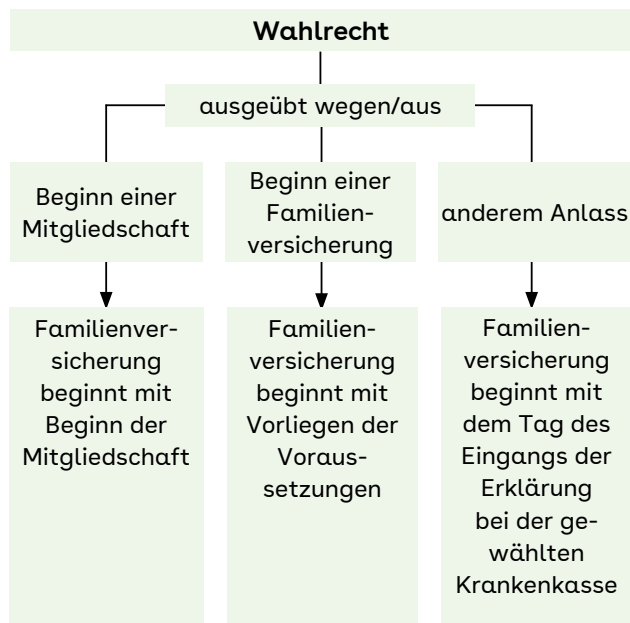 Wahlrecht
ausgeübt wegen/aus
Beginn einer
Mitgliedschaft
Beginn einer
Familien-
versicherung
anderem Anlass
Familienver-
sicherung
beginnt mit
Beginn der
Mitgliedschaft
Familien-
versicherung
beginnt mit
Vorliegen der
Voraus-
setzungen
Familien-
versicherung
beginnt mit
dem Tag des
Eingangs der
Erklärung
bei der ge-
wählten
Krankenkasse